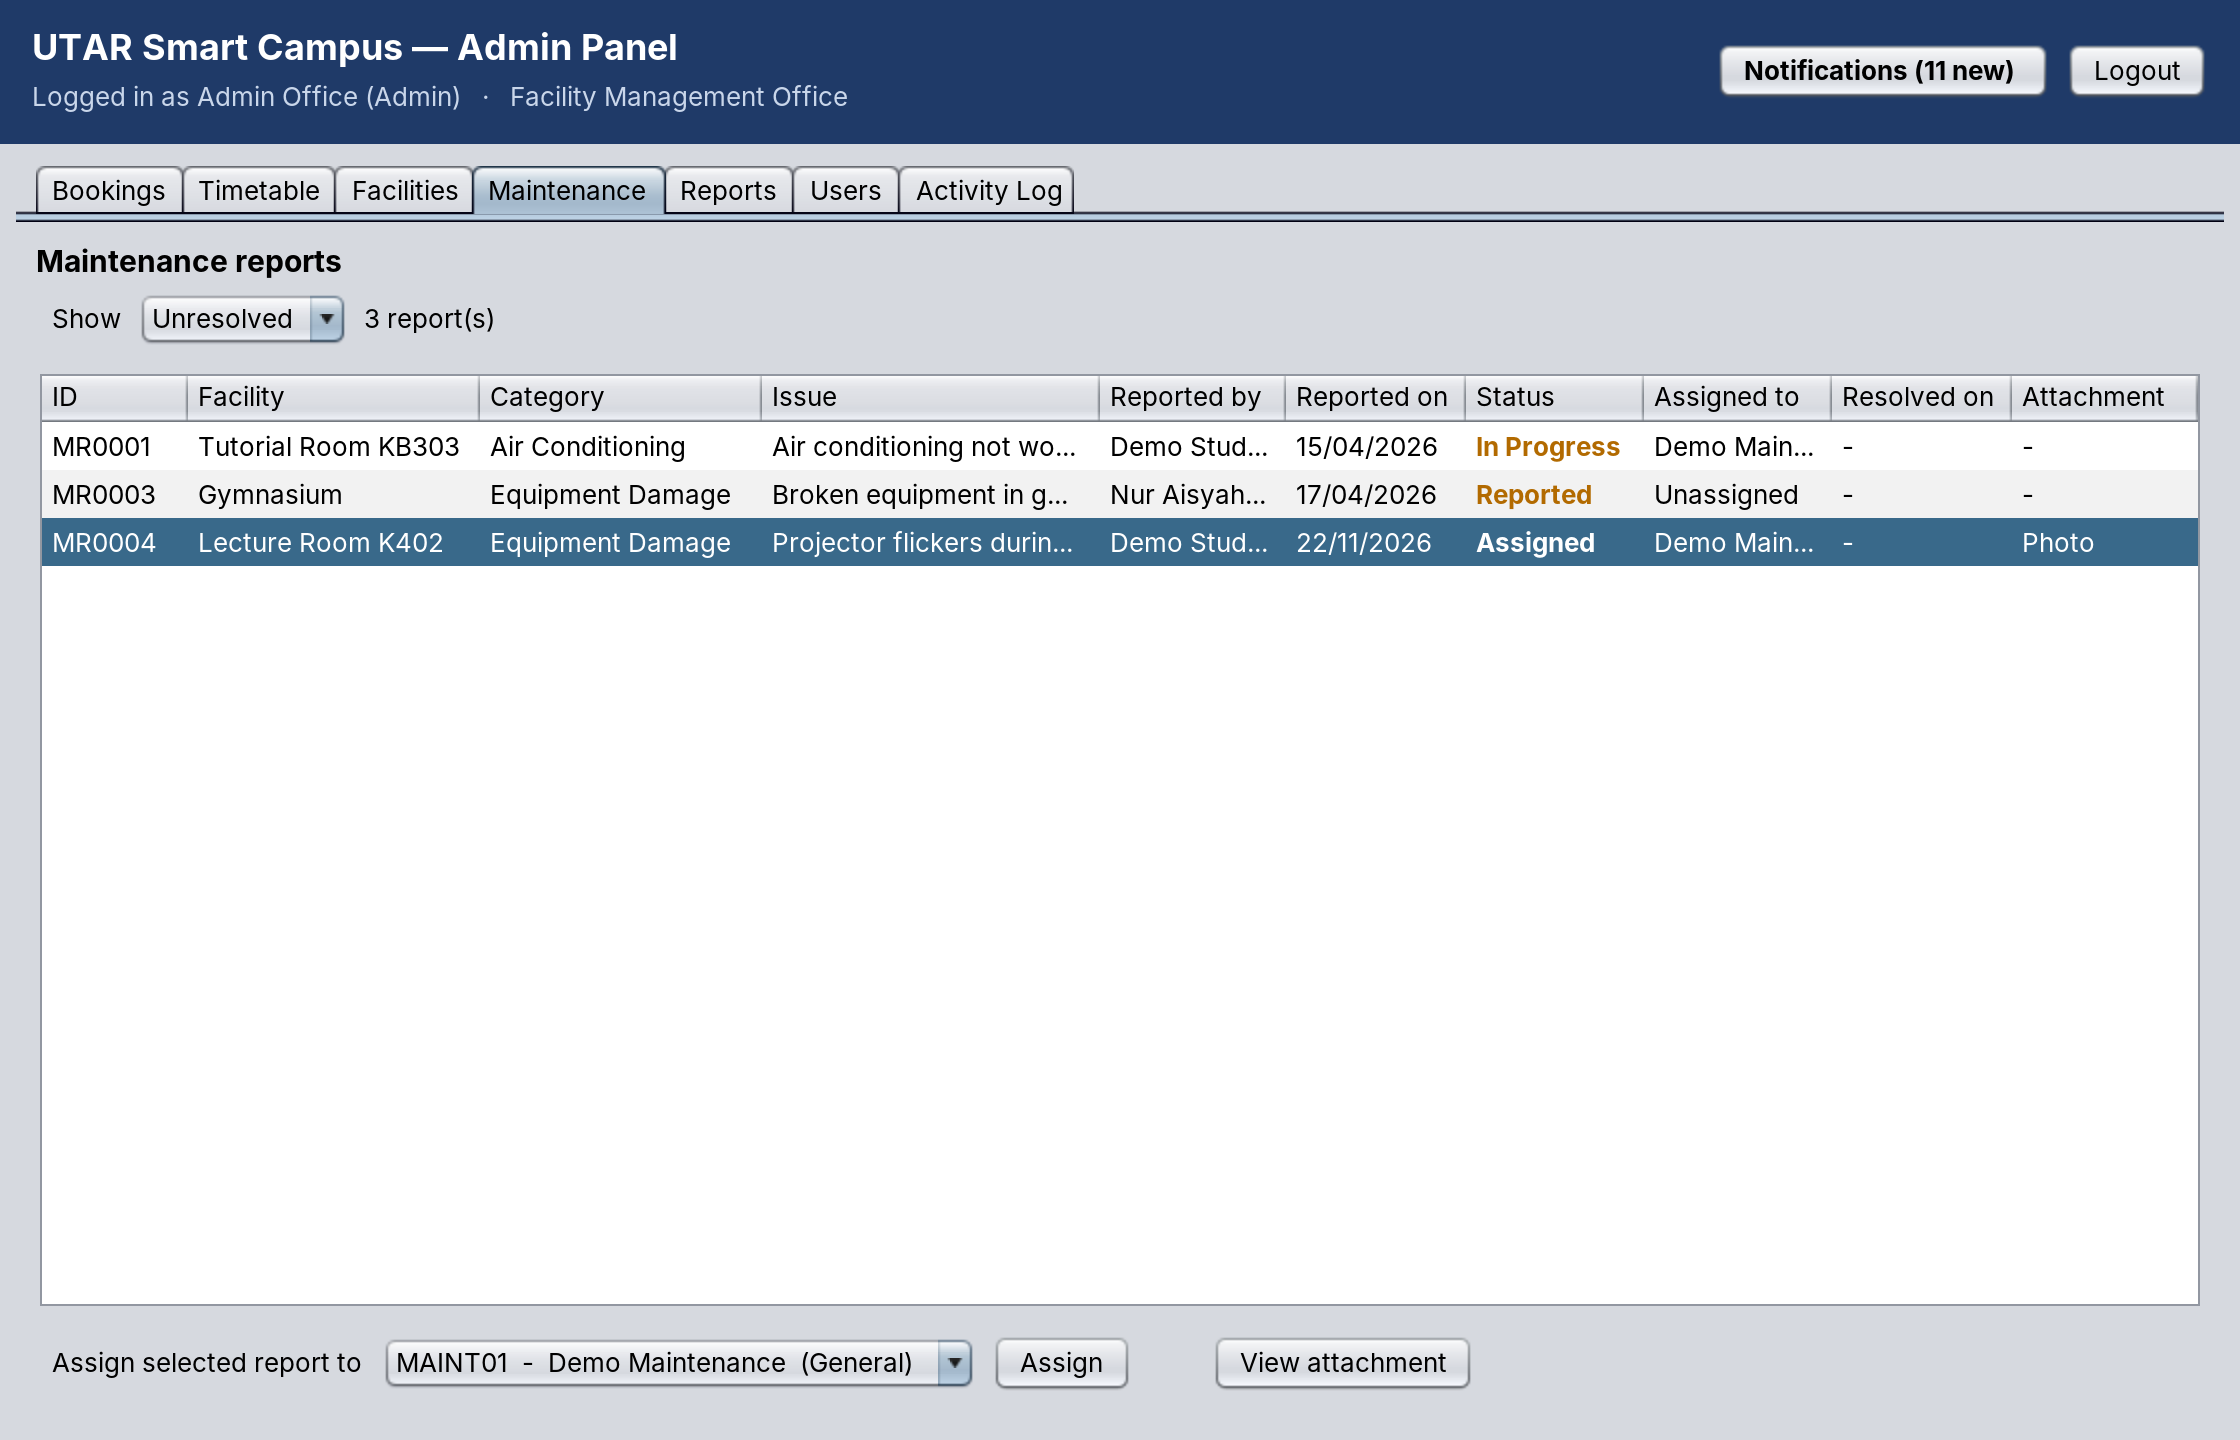 UTAR Smart Campus — Admin Panel
Logged in as Admin Office (Admin) · Facility Management Office
Notifications (11 new) Logout
Bookings Timetable Facilities Maintenance Reports Users Activity Log
Maintenance reports
Show Unresolved 3 report(s)
ID Facility Category Issue Reported by Reported on Status Assigned to Resolved on Attachment
MR0001 Tutorial Room KB303 Air Conditioning Air conditioning not wo... Demo Stud... 15/04/2026 In Progress Demo Main... - -
MR0003 Gymnasium Equipment Damage Broken equipment in g... Nur Aisyah... 17/04/2026 Reported Unassigned - -
MR0004 Lecture Room K402 Equipment Damage Projector flickers durin... Demo Stud... 22/11/2026 Assigned Demo Main... - Photo
Assign selected report to MAINT01 - Demo Maintenance (General) Assign View attachment